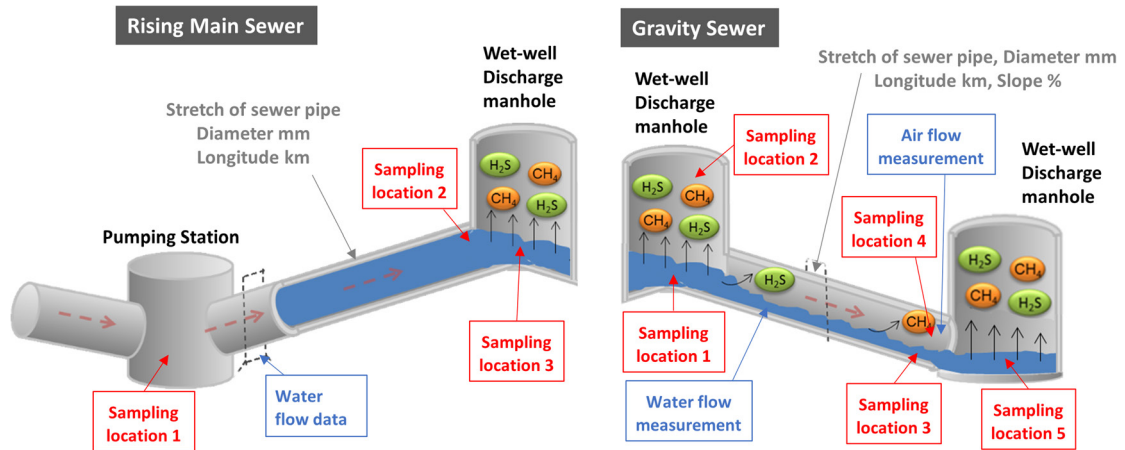 Rising Main Sewer
Wet-well
Discharge
manhole
Stretch of sewer pipe
Diameter mm
Longitude km
Sampling
location 2
H₂S
CH₄
CH₄
H₂S
Pumping Station
Sampling
location 3
Sampling
location 1
Water
flow data
Gravity Sewer
Stretch of sewer pipe, Diameter mm
Longitude km, Slope %
Wet-well
Discharge
manhole
Sampling
location 2
Air flow
measurement
Wet-well
Discharge
manhole
H₂S
CH₄
CH₄
H₂S
Sampling
location 4
H₂S
CH₄
H₂S
CH₄
CH₄
H₂S
Sampling
location 1
Water flow
measurement
Sampling
location 3
Sampling
location 5